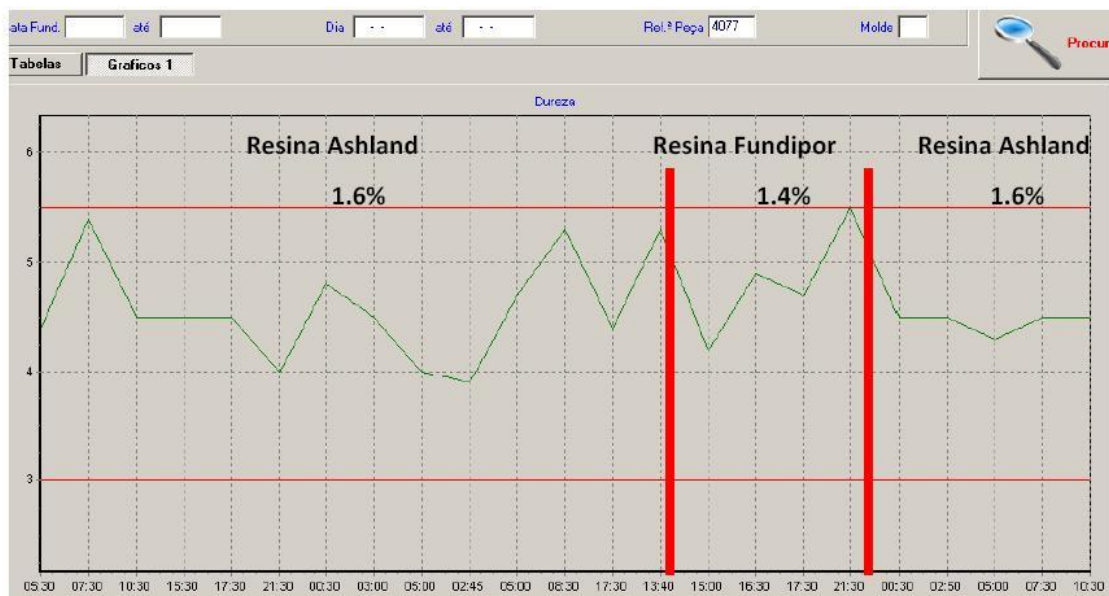 ata Fund. até Dia - - até - - Ref.ª Peça 4077 Molde Procur
Tabelas Graficos 1
Dureza
Resina Ashland Resina Fundipor Resina Ashland
1.6% 1.4% 1.6%
6
5
4
3
05:30 07:30 10:30 15:30 17:30 21:30 00:30 03:00 05:00 02:45 05:00 08:30 17:30 13:40 15:00 16:30 17:30 21:30 00:30 02:50 05:00 07:30 10:30